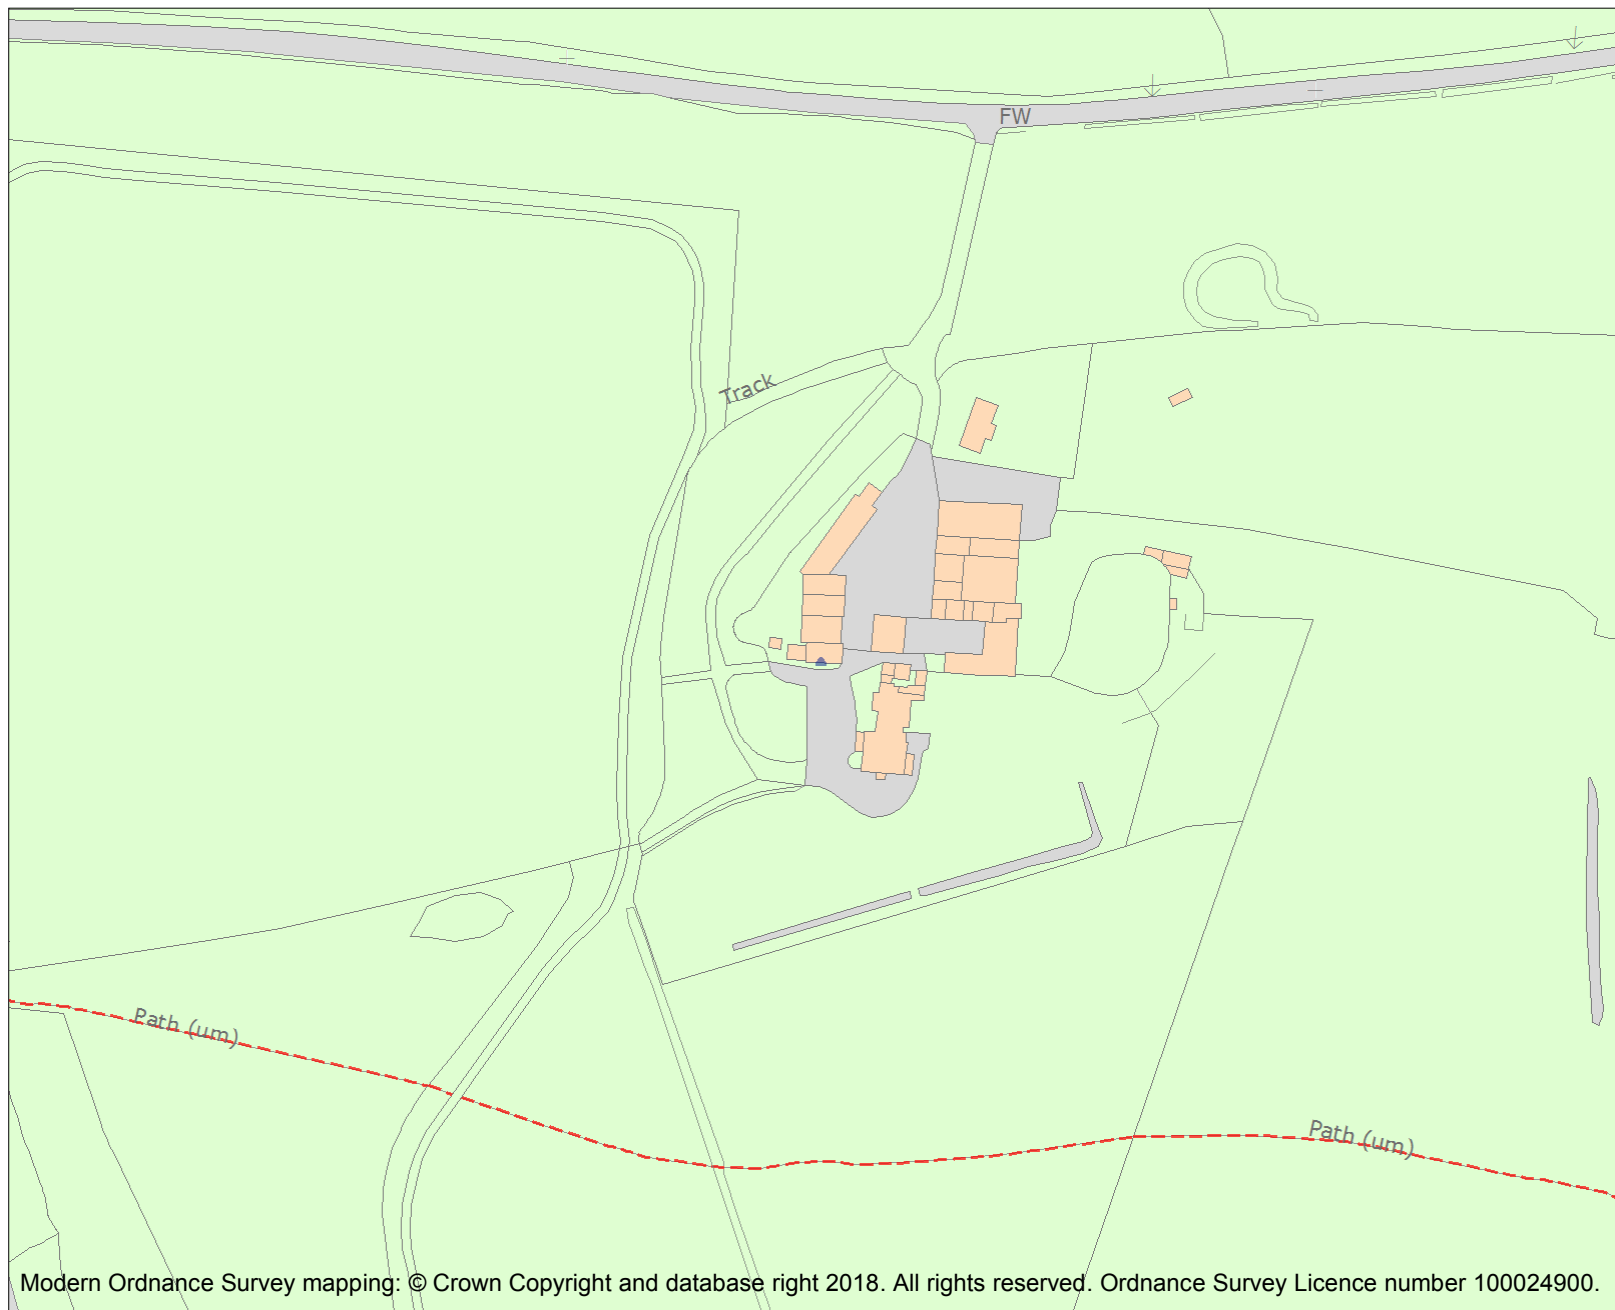 FW
Track
Path (um)
Path (um)
Modern Ordnance Survey mapping: © Crown Copyright and database right 2018. All rights reserved. Ordnance Survey Licence number 100024900.